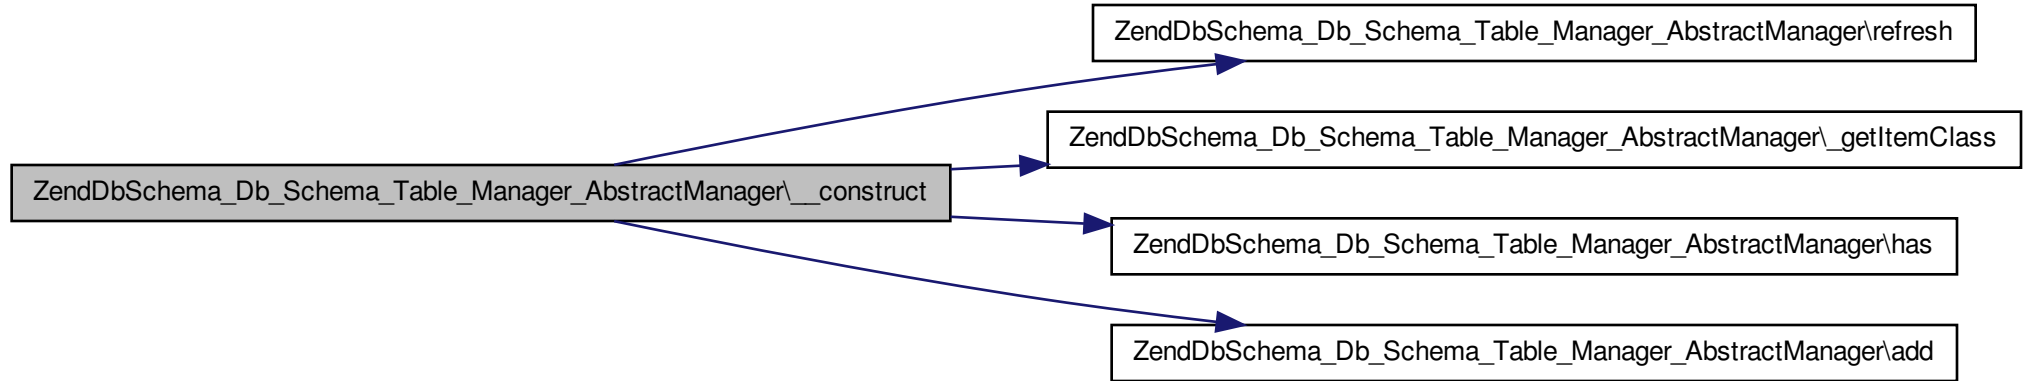 ZendDbSchema_Db_Schema_Table_Manager_AbstractManager\refresh
ZendDbSchema_Db_Schema_Table_Manager_AbstractManager\_getItemClass
ZendDbSchema_Db_Schema_Table_Manager_AbstractManager\__construct
ZendDbSchema_Db_Schema_Table_Manager_AbstractManager\has
ZendDbSchema_Db_Schema_Table_Manager_AbstractManager\add